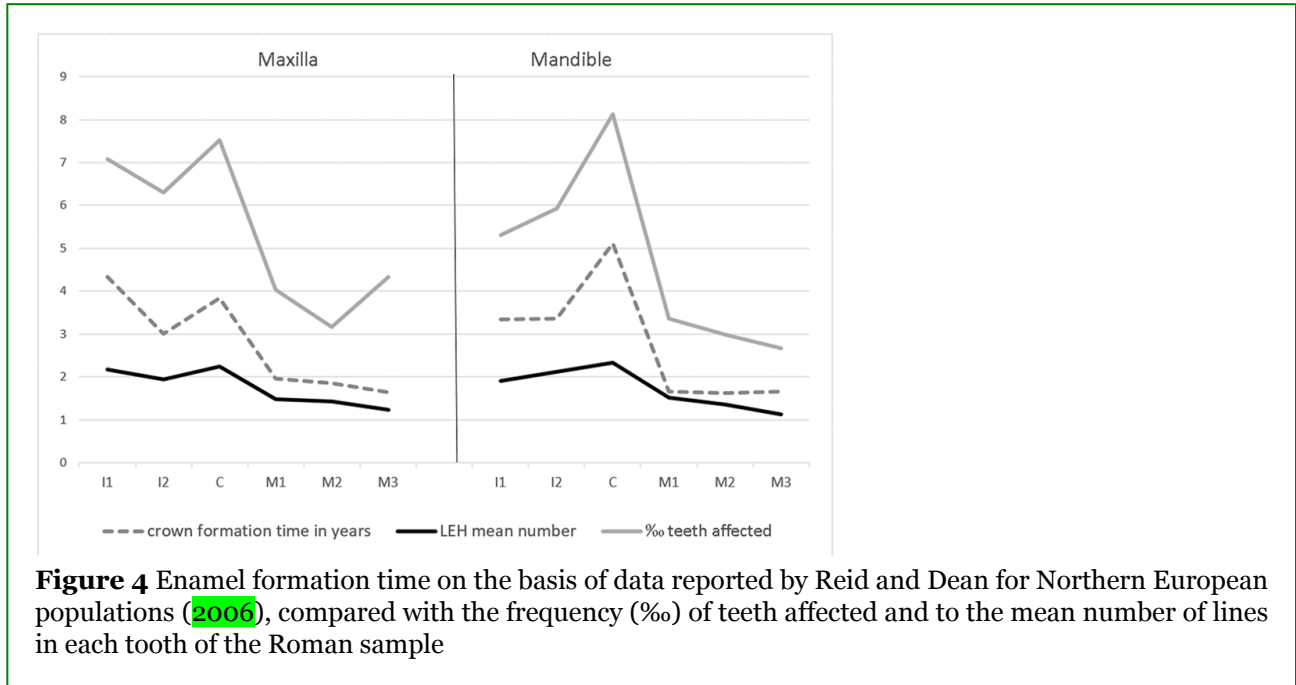 Maxilla Mandible
9
8
7
6
5
4
3
2
1
0
I1 I2 C M1 M2 M3 I1 I2 C M1 M2 M3
crown formation time in years LEH mean number ‰ teeth affected
Figure 4 Enamel formation time on the basis of data reported by Reid and Dean for Northern European
populations (2006), compared with the frequency (‰) of teeth affected and to the mean number of lines
in each tooth of the Roman sample